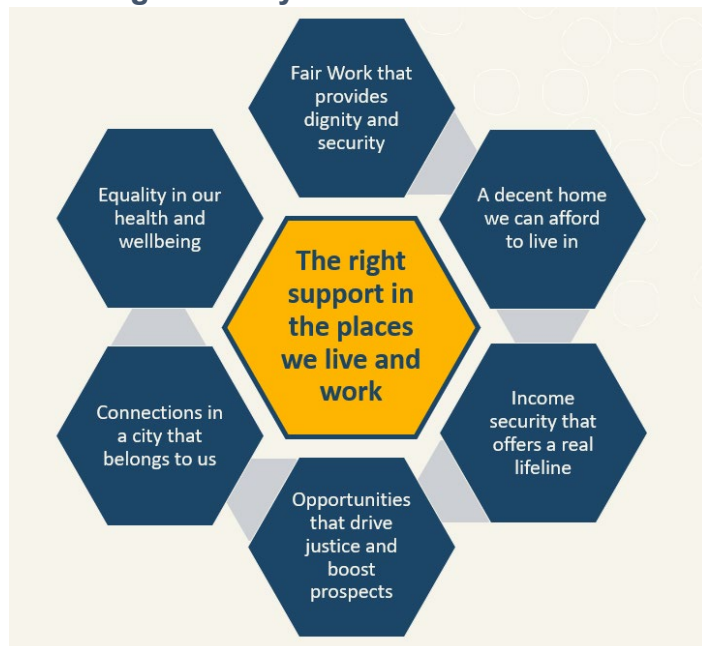 Fair Work that
provides
dignity and
security
A decent home
we can afford
to live in
Income
security that
offers a real
lifeline
Opportunities
that drive
justice and
boost
prospects
Connections in
a city that
belongs to us
Equality in our
health and
wellbeing
The right
support in
the places
we live and
work